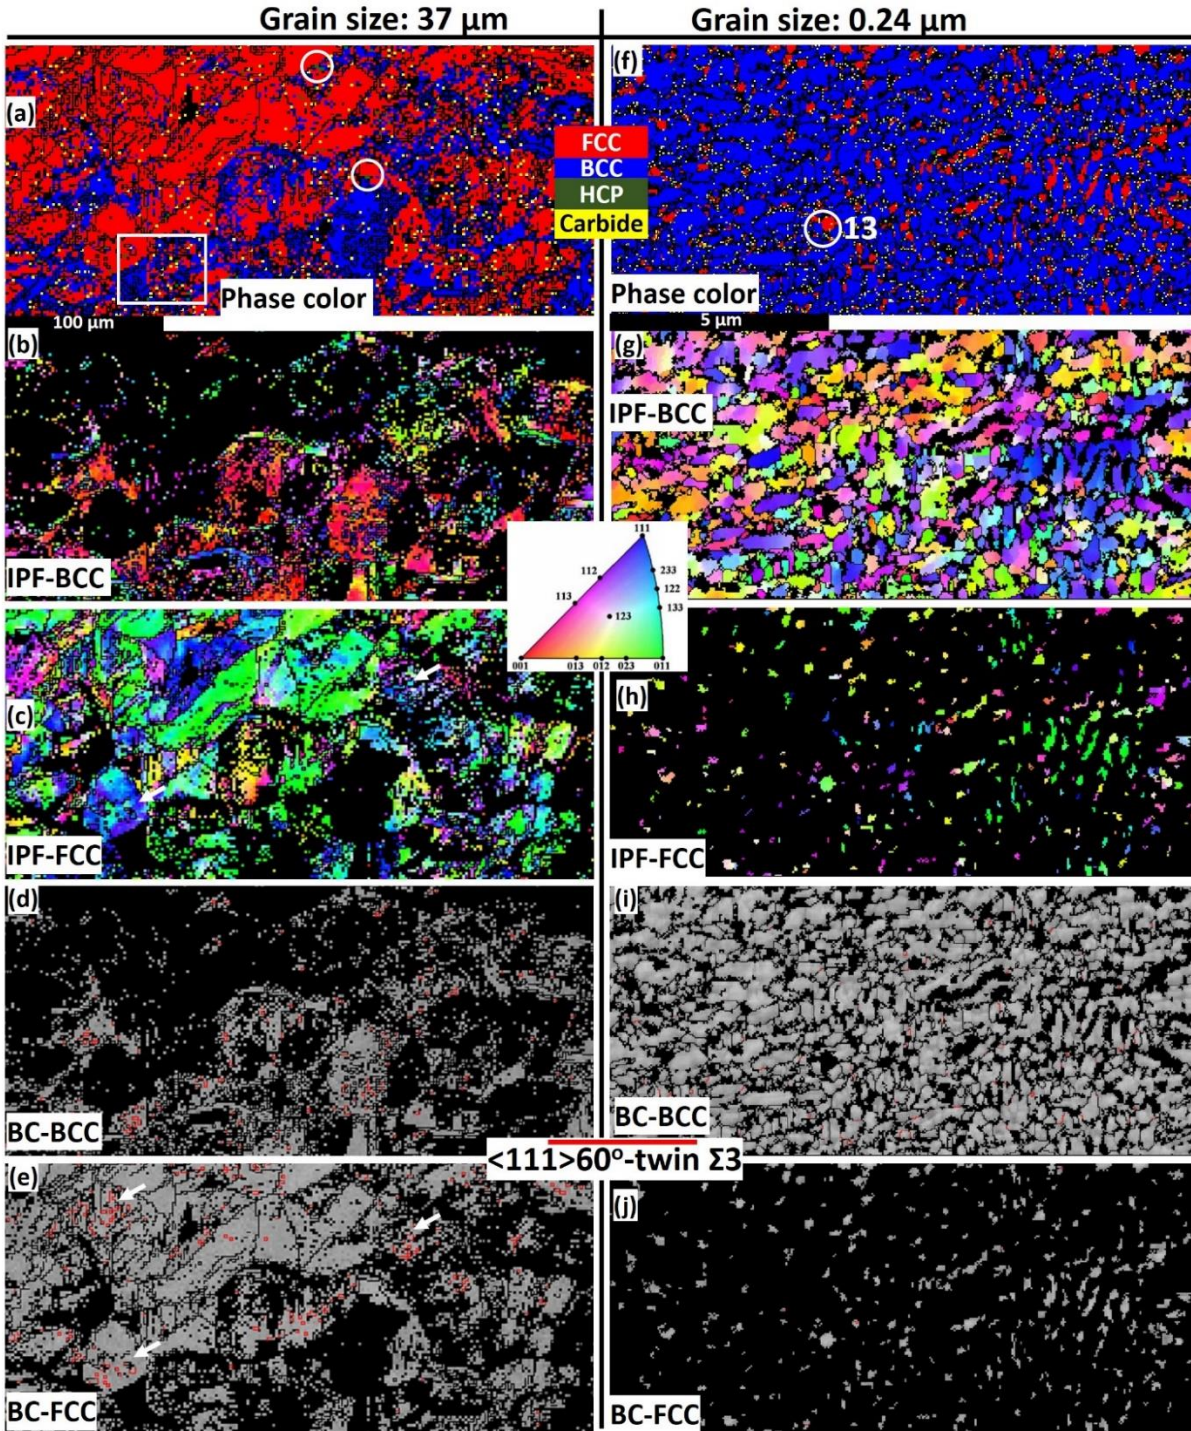 Grain size: 37 μm
Grain size: 0.24 μm
(a)
Phase color
100 μm
FCC
BCC
HCP
Carbide
(f)
13
Phase color
5 μm
(b)
IPF-BCC
(g)
IPF-BCC
111
112
233
122
113
133
123
001
013
012
023
011
(c)
IPF-FCC
(h)
IPF-FCC
(d)
BC-BCC
(i)
BC-BCC
<111>60º-twin Σ3
(e)
BC-FCC
(j)
BC-FCC